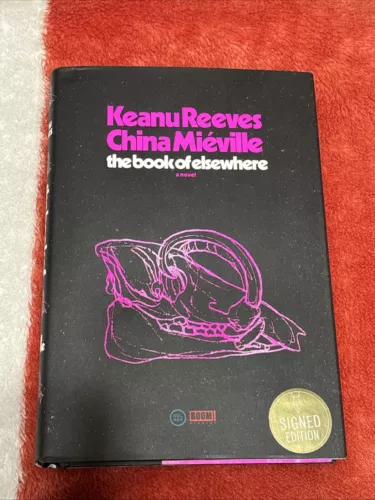 Keanu Reeves
China Miéville
the book of elsewhere
a novel
BOOM!
SIGNED
EDITION